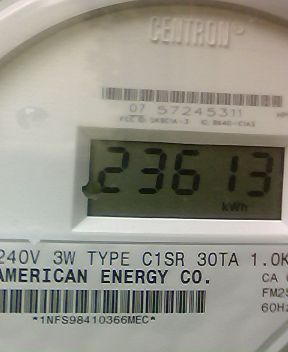 CENTRON®
07 57245311
23613
kWh
240V 3W TYPE C1SR 30TA 1.0K
AMERICAN ENERGY CO.
CA
FM2S
60Hz
*1NFS98410366MEC*